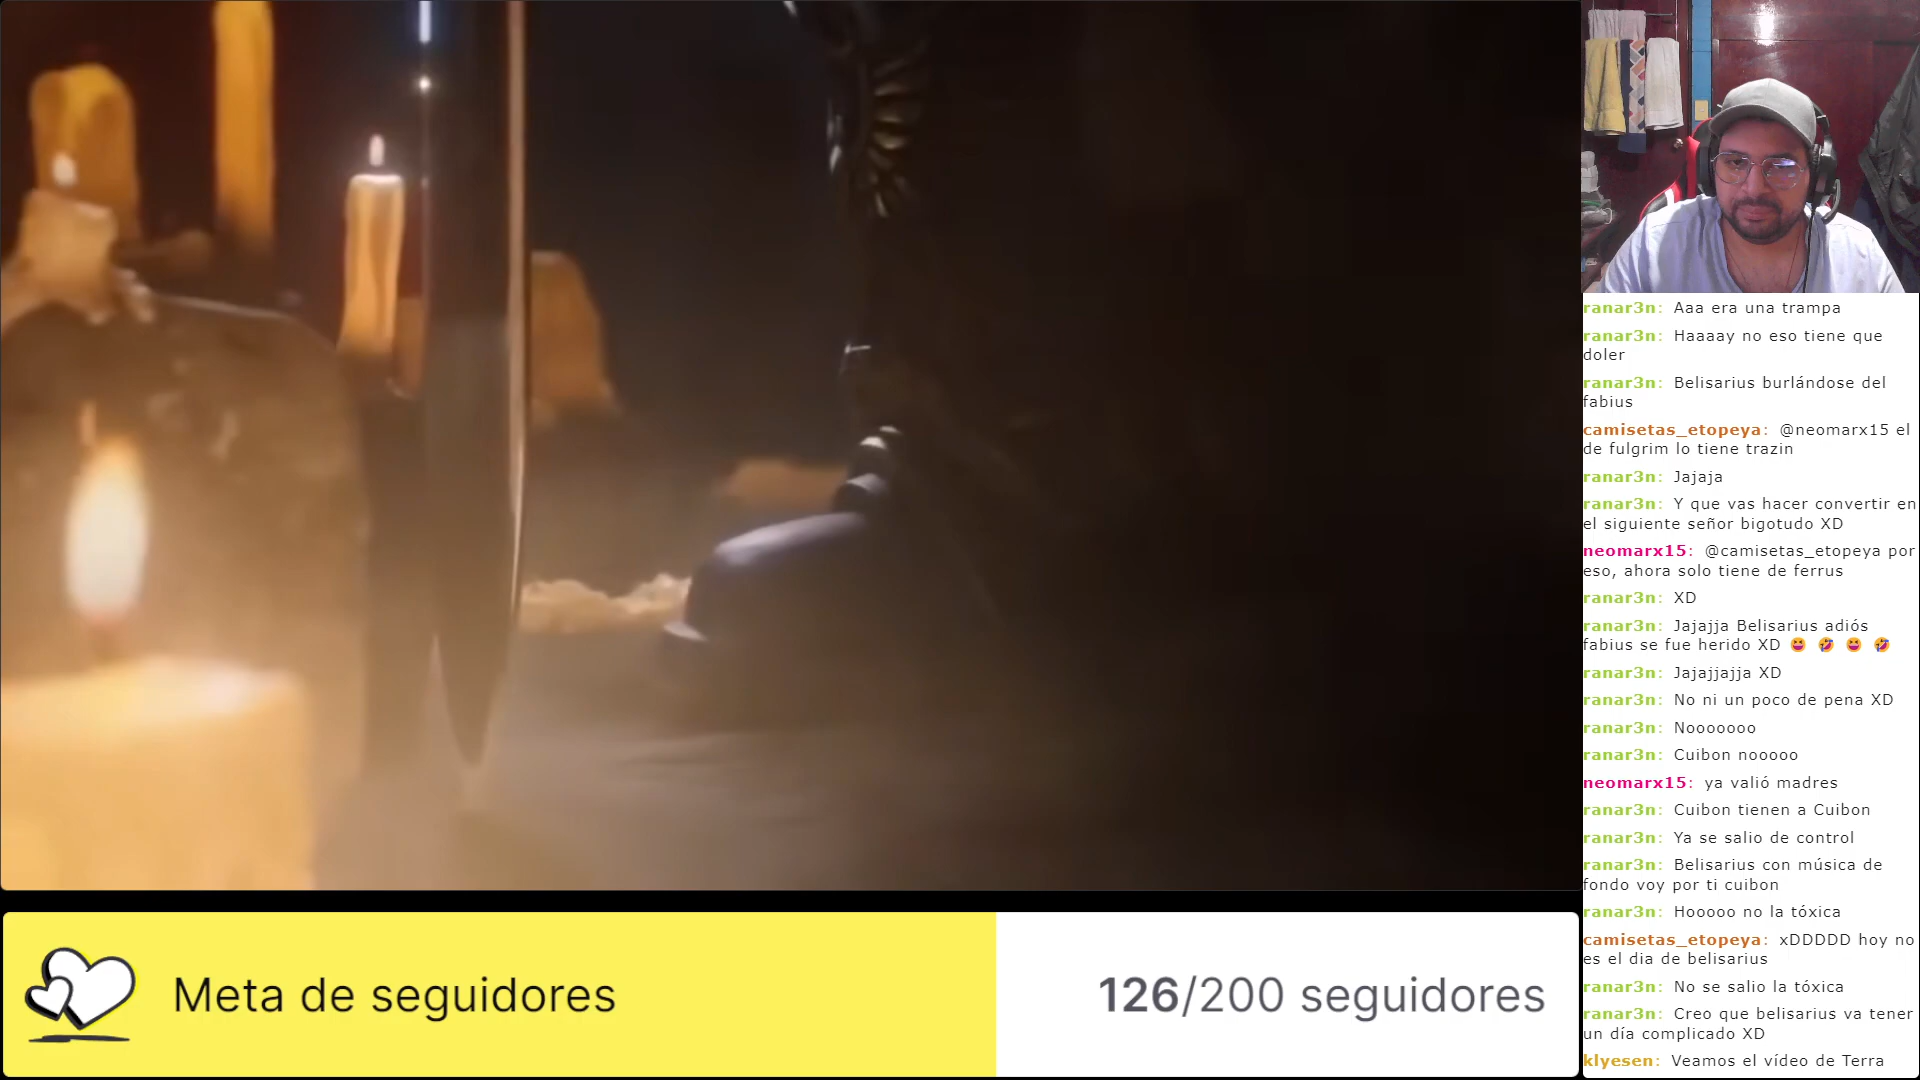 ranar3n: Aaa era una trampa
ranar3n: Haaaay no eso tiene que
doler
ranar3n: Belisarius burlándose del
fabius
camisetas_etopeya: @neomarx15 el
de fulgrim lo tiene trazin
ranar3n: Jajaja
ranar3n: Y que vas hacer convertir en
el siguiente señor bigotudo XD
neomarx15: @camisetas_etopeya por
eso, ahora solo tiene de ferrus
ranar3n: XD
ranar3n: Jajajja Belisarius adiós
fabius se fue herido XD 😆 🤣 😆 🤣
ranar3n: Jajajjajja XD
ranar3n: No ni un poco de pena XD
ranar3n: Nooooooo
ranar3n: Cuibon nooooo
neomarx15: ya valió madres
ranar3n: Cuibon tienen a Cuibon
ranar3n: Ya se salio de control
ranar3n: Belisarius con música de
fondo voy por ti cuibon
ranar3n: Hooooo no la tóxica
camisetas_etopeya: xDDDDD hoy no
es el dia de belisarius
ranar3n: No se salio la tóxica
ranar3n: Creo que belisarius va tener
un día complicado XD
klyesen: Veamos el vídeo de Terra
Meta de seguidores
126/200 seguidores